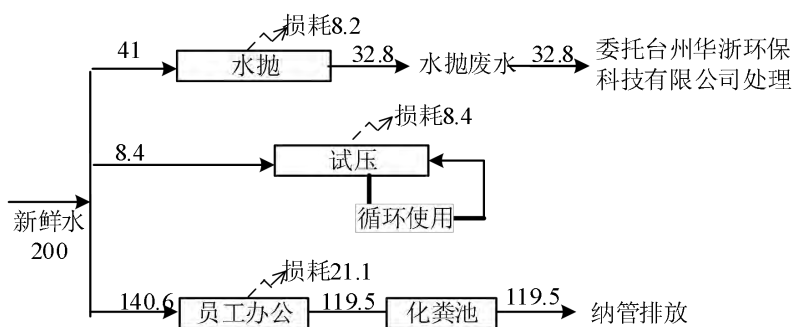 损耗8.2
41
水抛
32.8
水抛废水
32.8
委托台州华浙环保
科技有限公司处理
损耗8.4
8.4
试压
循环使用
新鲜水
200
损耗21.1
140.6
员工办公
119.5
化粪池
119.5
纳管排放